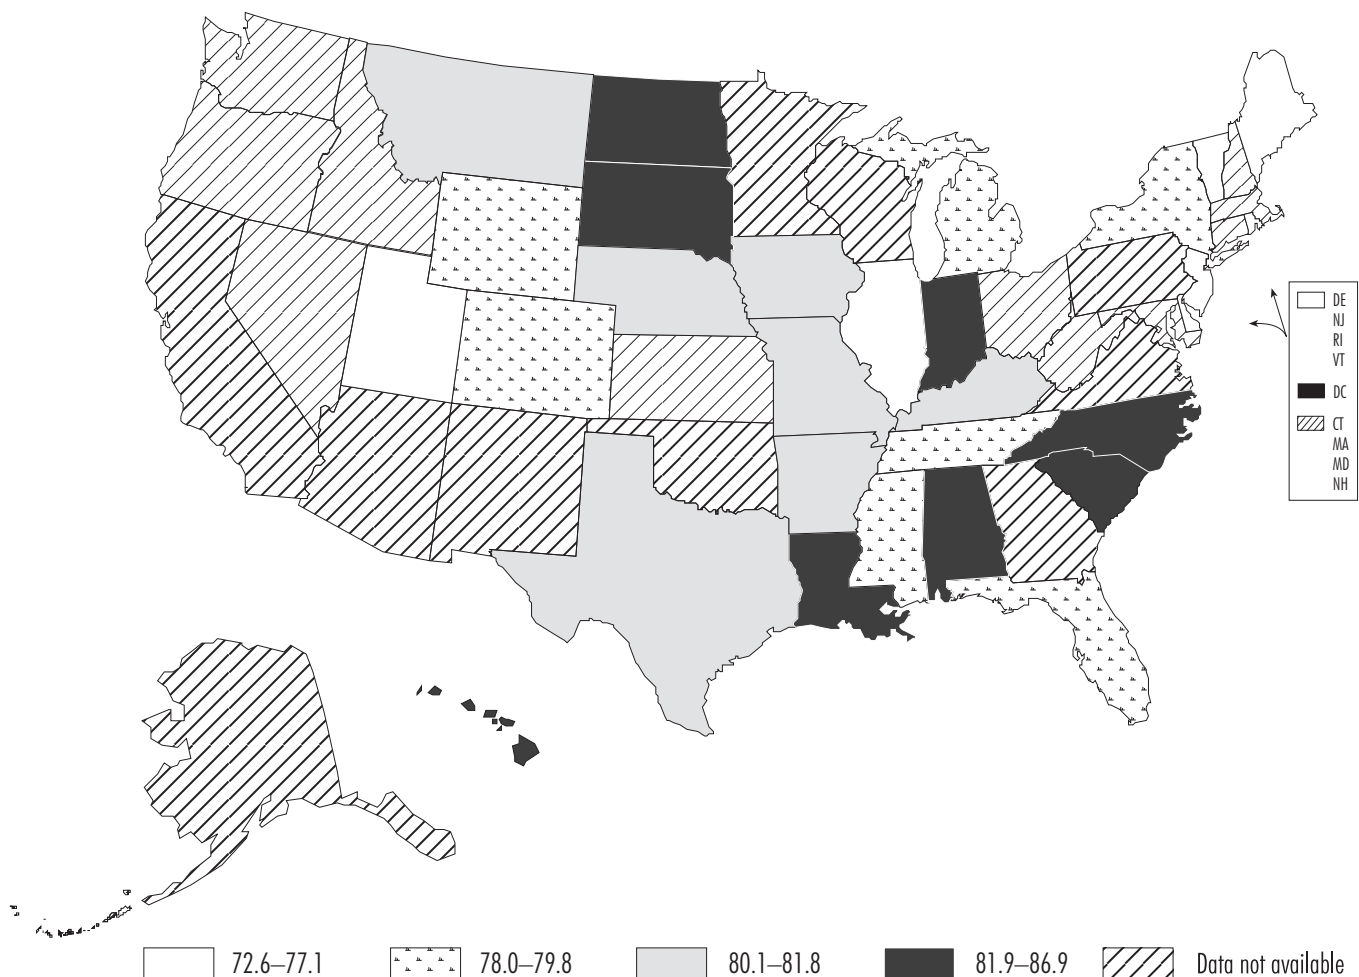 DE
NJ
RI
VT
DC
CT
MA
MD
NH
72.6–77.1
78.0–79.8
80.1–81.8
81.9–86.9
Data not available